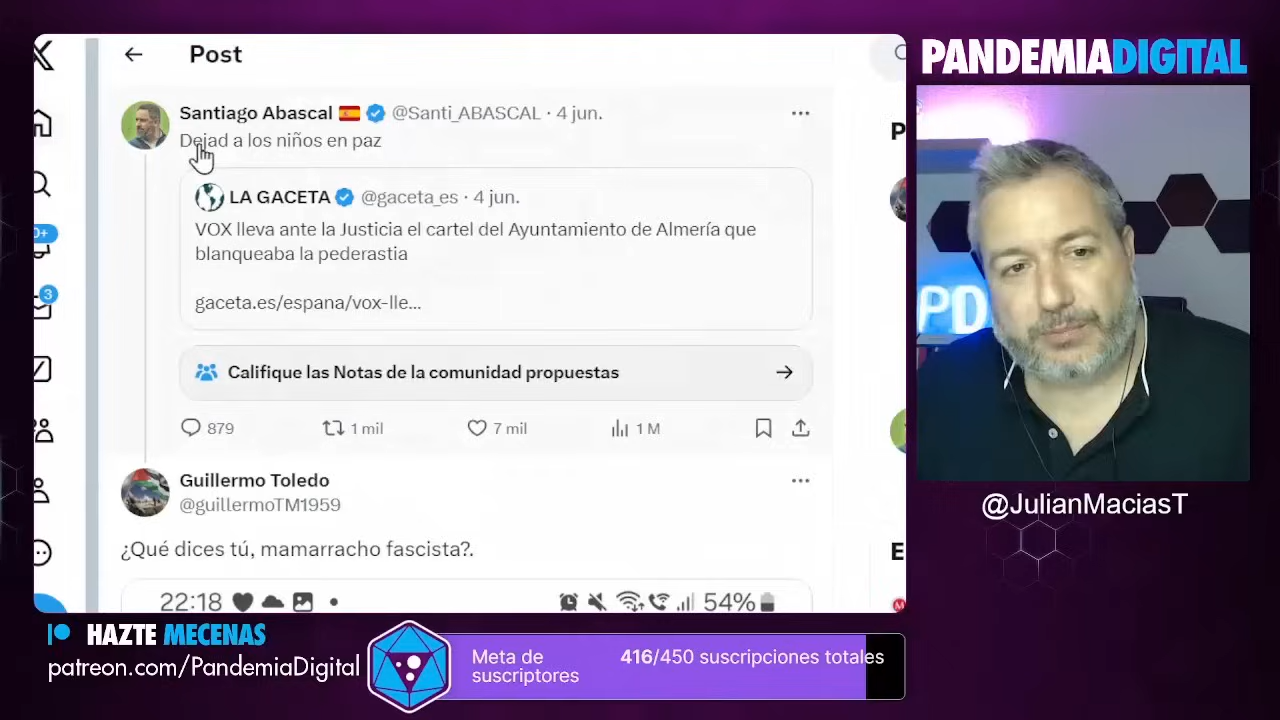 Post
Santiago Abascal @Santi_ABASCAL · 4 jun.
Dejad a los niños en paz
LA GACETA @gaceta_es · 4 jun.
VOX lleva ante la Justicia el cartel del Ayuntamiento de Almería que
blanqueaba la pederastia
gaceta.es/espana/vox-lle...
Califique las Notas de la comunidad propuestas
879 1 mil 7 mil 1 M
Guillermo Toledo
@guillermoTM1959
¿Qué dices tú, mamarracho fascista?.
22:18 54%
0+
3
P
E
PANDEMIADIGITAL
PD
@JulianMaciasT
HAZTE MECENAS
patreon.com/PandemiaDigital
Meta de
suscriptores
416/450 suscripciones totales